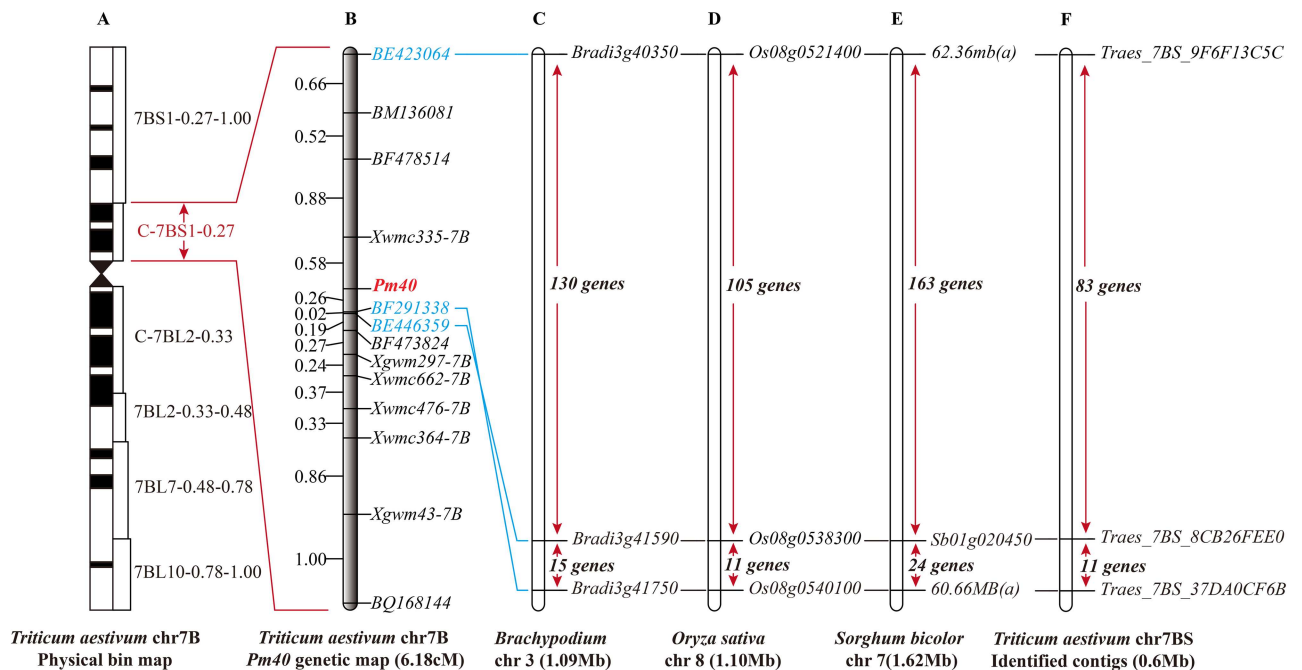 A
B
C
D
E
F
7BS1-0.27-1.00
C-7BS1-0.27
C-7BL2-0.33
7BL2-0.33-0.48
7BL7-0.48-0.78
7BL10-0.78-1.00
Triticum aestivum chr7B
Physical bin map
0.66
0.52
0.88
0.58
0.26
0.02
0.19
0.27
0.24
0.37
0.33
0.86
1.00
BE423064
BM136081
BF478514
Xwmc335-7B
Pm40
BF291338
BE446359
BF473824
Xgwm297-7B
Xwmc662-7B
Xwmc476-7B
Xwmc364-7B
Xgwm43-7B
BQ168144
Triticum aestivum chr7B
Pm40 genetic map (6.18cM)
Bradi3g40350
130 genes
Bradi3g41590
15 genes
Bradi3g41750
Brachypodium
chr 3 (1.09Mb)
Os08g0521400
105 genes
Os08g0538300
11 genes
Os08g0540100
Oryza sativa
chr 8 (1.10Mb)
62.36mb(a)
163 genes
Sb01g020450
24 genes
60.66MB(a)
Sorghum bicolor
chr 7(1.62Mb)
Traes_7BS_9F6F13C5C
83 genes
Traes_7BS_8CB26FEE0
11 genes
Traes_7BS_37DA0CF6B
Triticum aestivum chr7BS
Identified contigs (0.6Mb)